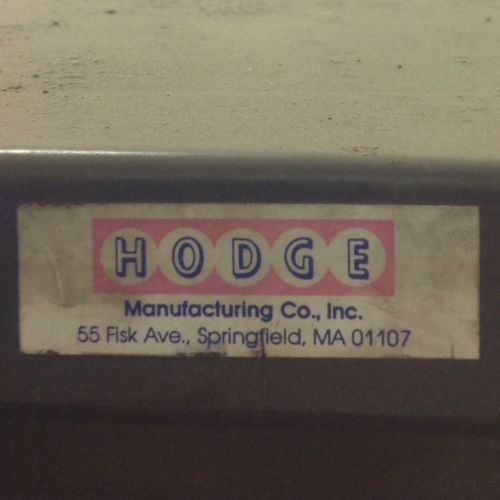 HODGE
Manufacturing Co., Inc.
55 Fisk Ave., Springfield, MA 01107